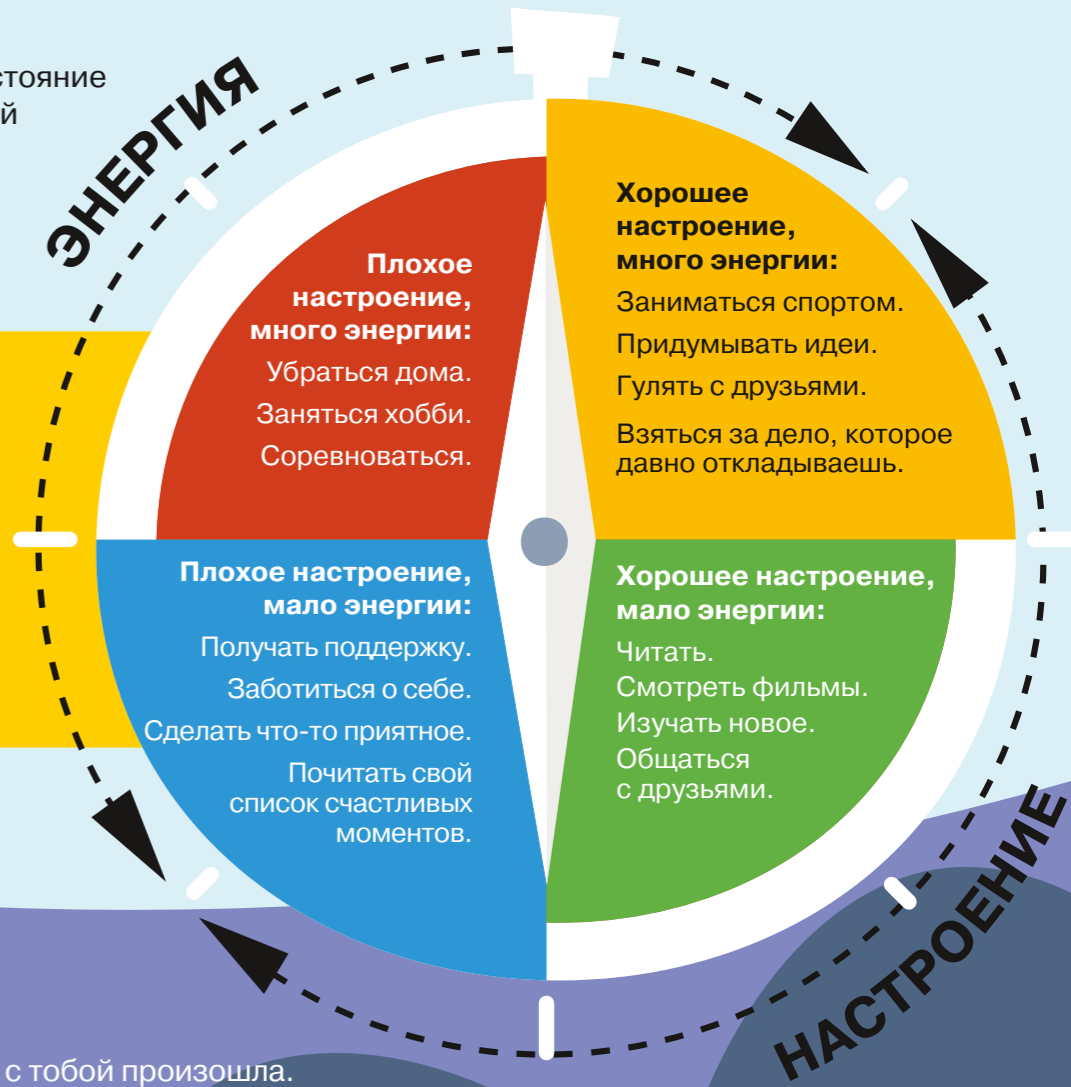 стояние
й
ЭНЕРГИЯ
Плохое
настроение,
много энергии:
Убраться дома.
Заняться хобби.
Соревноваться.
Хорошее
настроение,
много энергии:
Заниматься спортом.
Придумывать идеи.
Гулять с друзьями.
Взяться за дело, которое
давно откладываешь.
Плохое настроение,
мало энергии:
Получать поддержку.
Заботиться о себе.
Сделать что-то приятное.
Почитать свой
список счастливых
моментов.
Хорошее настроение,
мало энергии:
Читать.
Смотреть фильмы.
Изучать новое.
Общаться
с друзьями.
НАСТРОЕНИЕ
с тобой произошла.